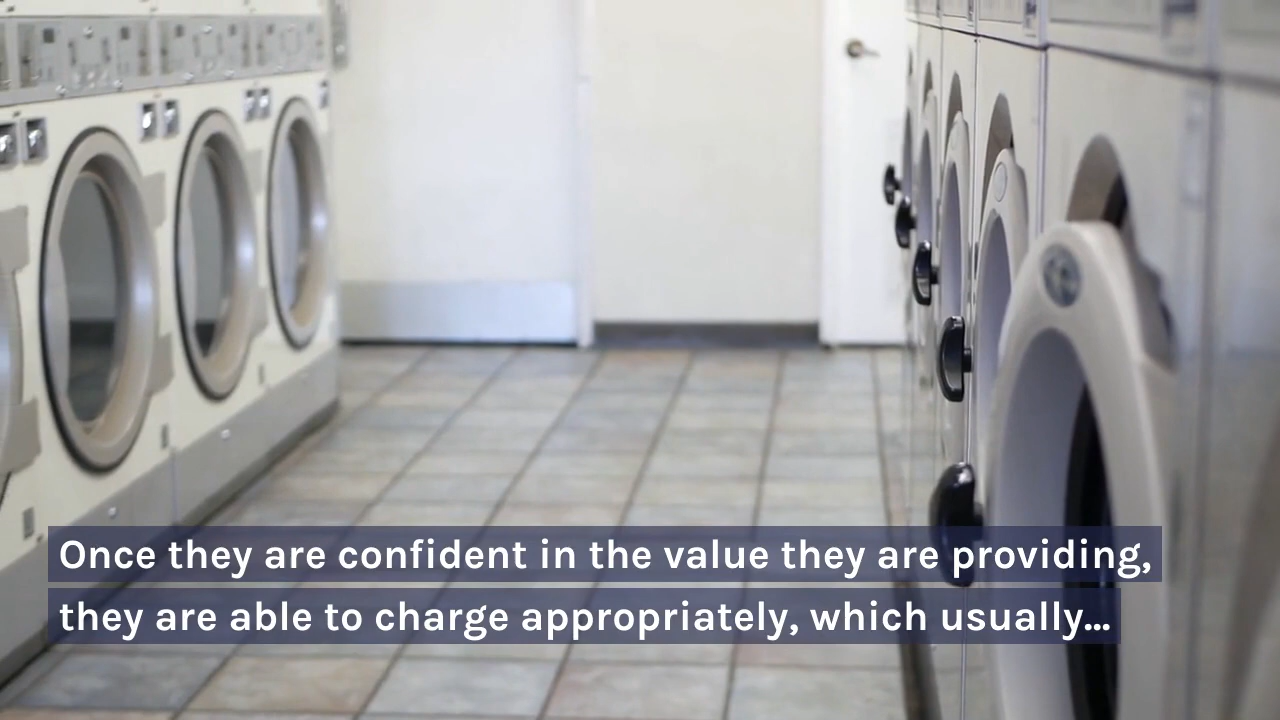 Once they are confident in the value they are providing,
they are able to charge appropriately, which usually...